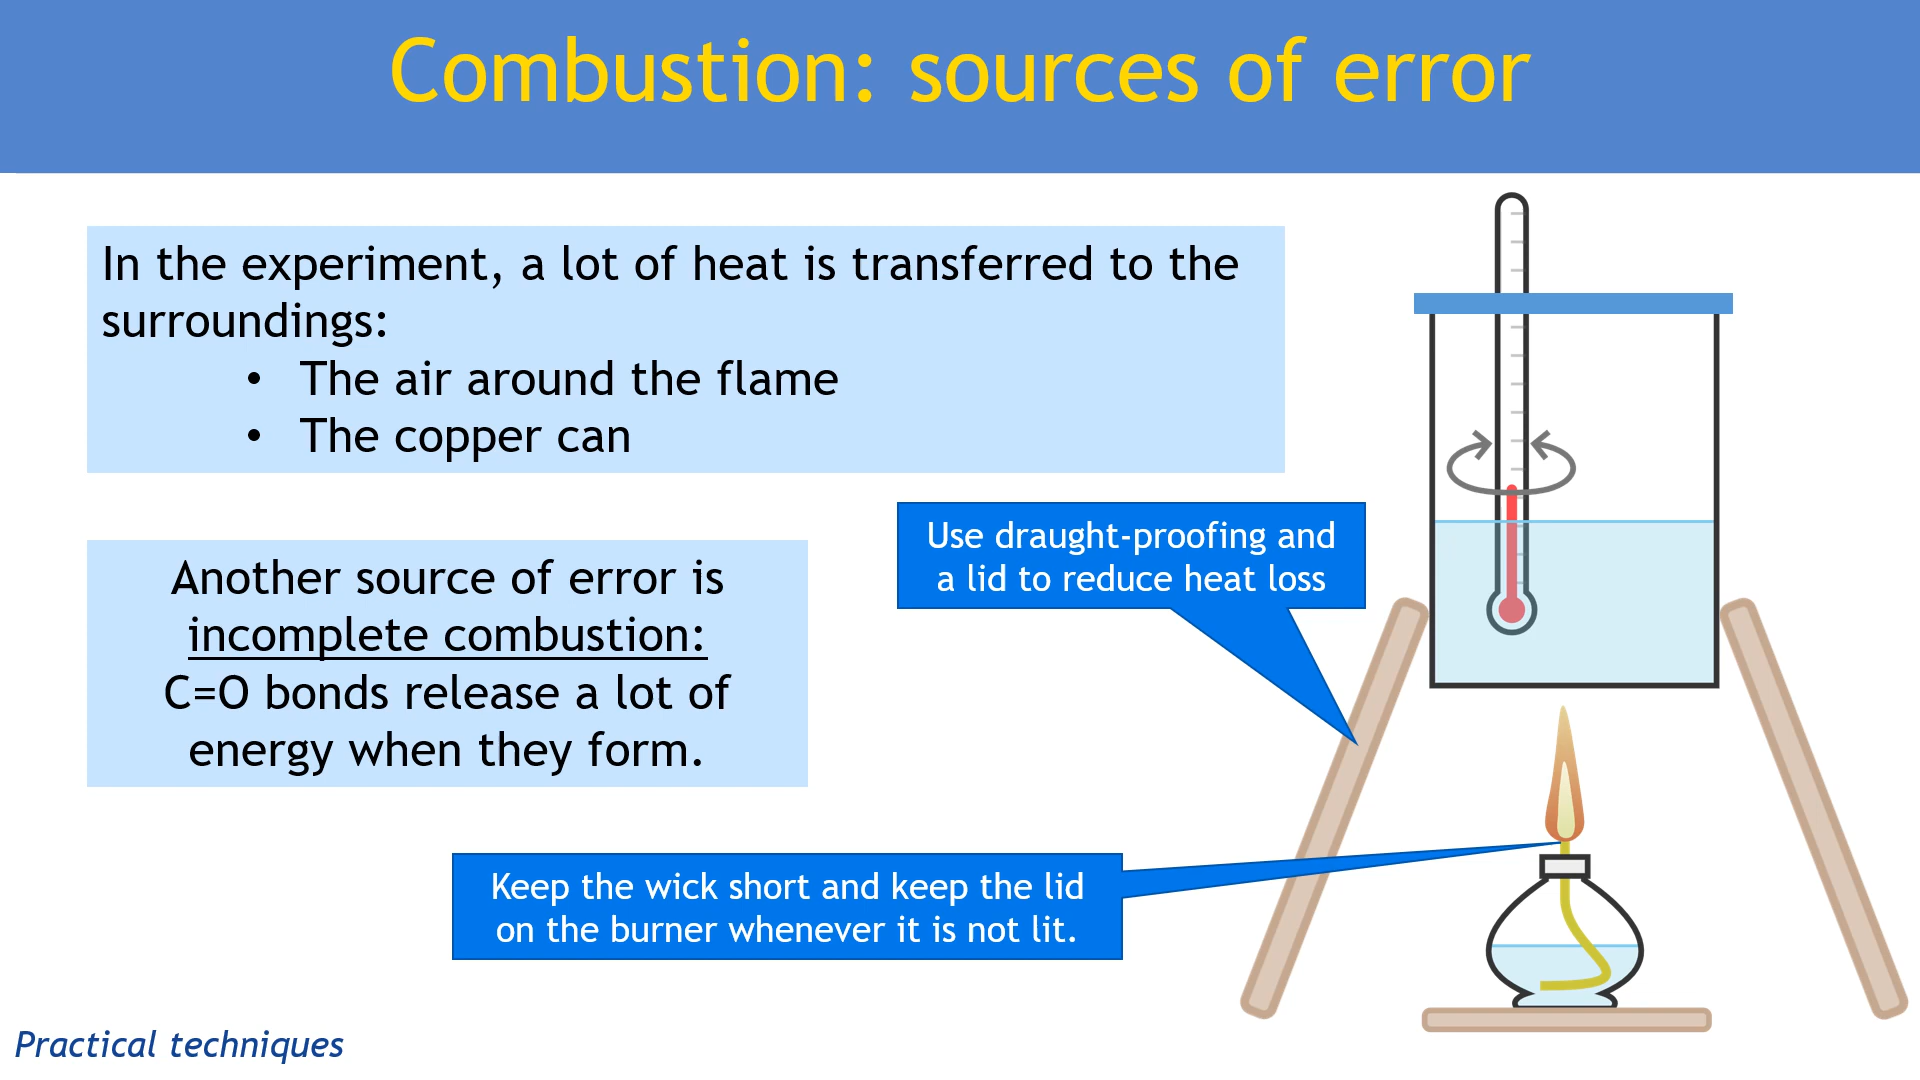 Combustion: sources of error
In the experiment, a lot of heat is transferred to the
surroundings:
• The air around the flame
• The copper can
Another source of error is
incomplete combustion:
C=O bonds release a lot of
energy when they form.
Use draught-proofing and
a lid to reduce heat loss
Keep the wick short and keep the lid
on the burner whenever it is not lit.
Practical techniques